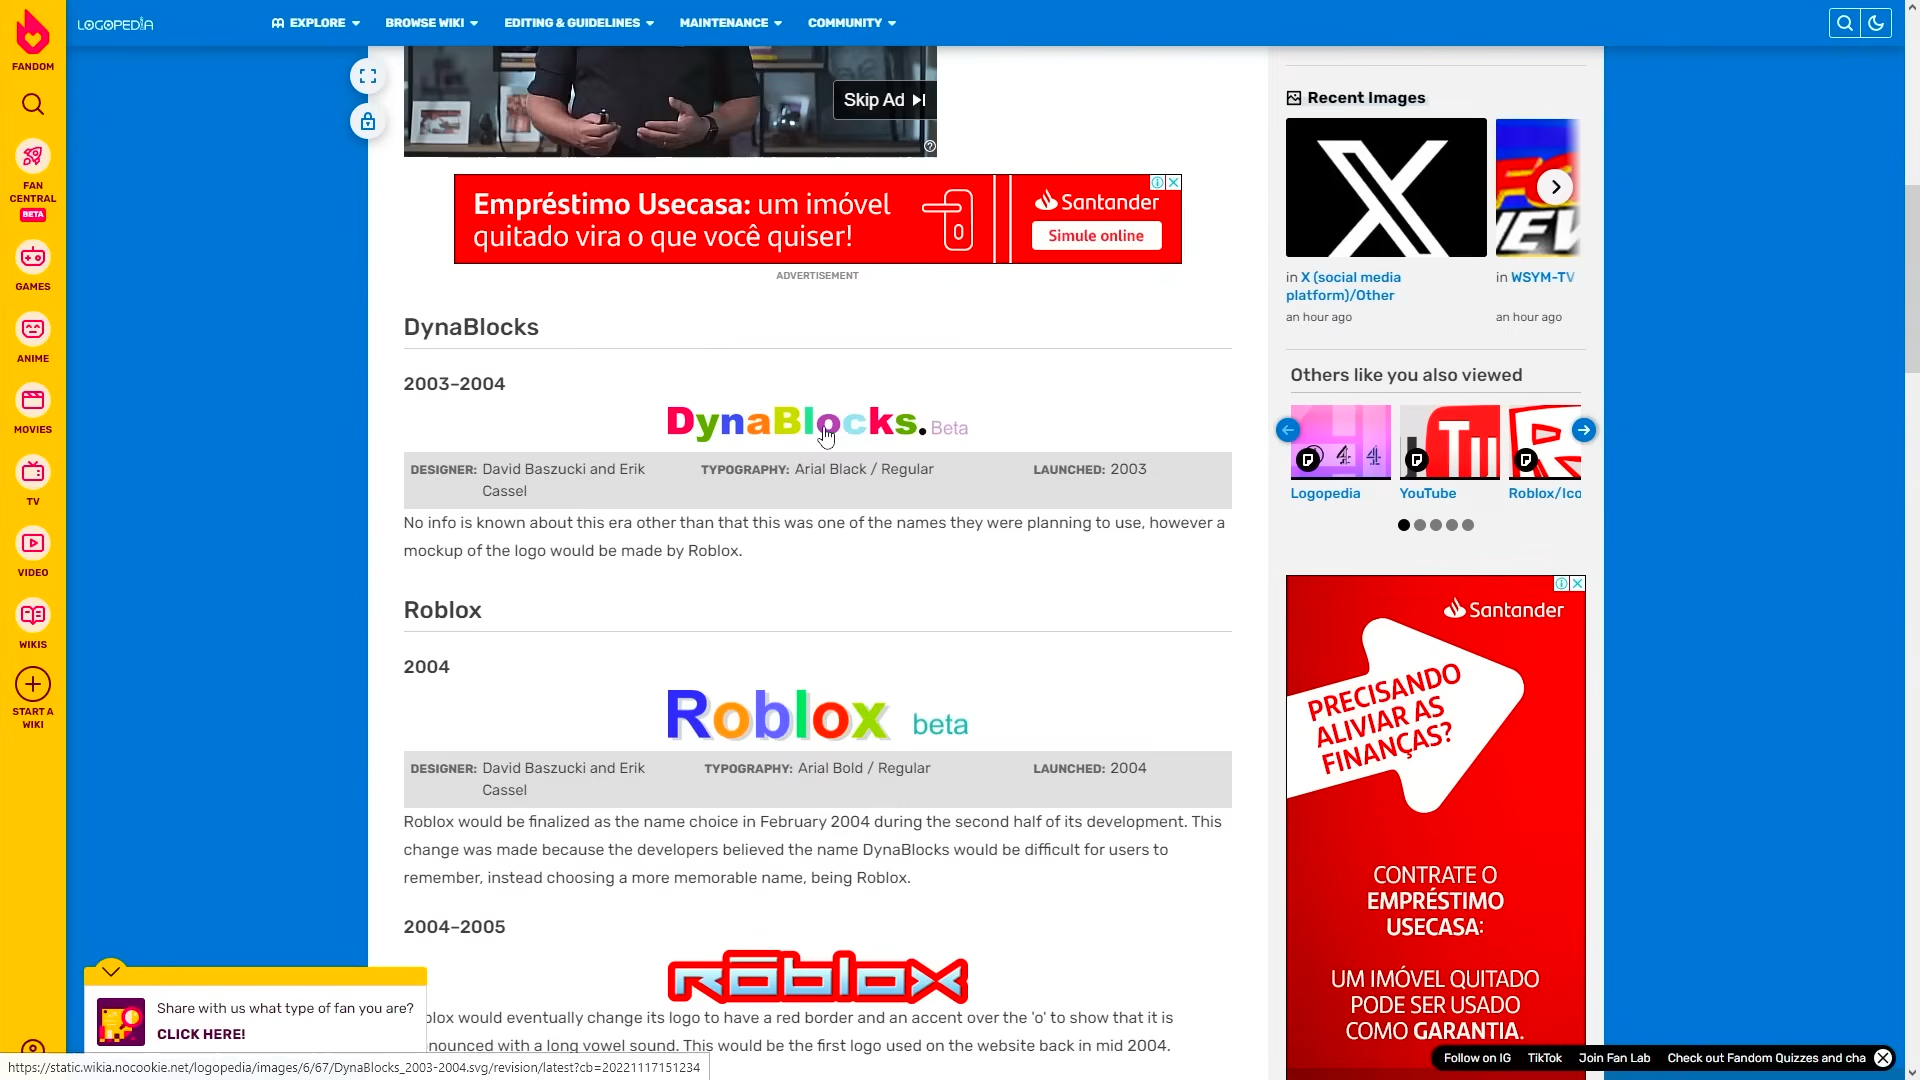 FANDOM
FAN
CENTRAL
BETA
GAMES
ANIME
MOVIES
TV
VIDEO
WIKIS
START A
WIKI
LOGOPEDIA
EXPLORE
BROWSE WIKI
EDITING & GUIDELINES
MAINTENANCE
COMMUNITY
Skip Ad
Empréstimo Usecasa: um imóvel
quitado vira o que você quiser!
Santander
Simule online
ADVERTISEMENT
DynaBlocks
2003–2004
DynaBlocks. Beta
DESIGNER: David Baszucki and Erik
Cassel
TYPOGRAPHY: Arial Black / Regular
LAUNCHED: 2003
No info is known about this era other than that this was one of the names they were planning to use, however a
mockup of the logo would be made by Roblox.
Roblox
2004
Roblox beta
DESIGNER: David Baszucki and Erik
Cassel
TYPOGRAPHY: Arial Bold / Regular
LAUNCHED: 2004
Roblox would be finalized as the name choice in February 2004 during the second half of its development. This
change was made because the developers believed the name DynaBlocks would be difficult for users to
remember, instead choosing a more memorable name, being Roblox.
2004–2005
RŌBLOX
blox would eventually change its logo to have a red border and an accent over the 'o' to show that it is
nounced with a long vowel sound. This would be the first logo used on the website back in mid 2004.
Recent Images
in X (social media
platform)/Other
an hour ago
in WSYM-TV
an hour ago
Others like you also viewed
Logopedia
YouTube
Roblox/Ico
Santander
PRECISANDO
ALIVIAR AS
FINANÇAS?
CONTRATE O
EMPRÉSTIMO
USECASA:
UM IMÓVEL QUITADO
PODE SER USADO
COMO GARANTIA.
Share with us what type of fan you are?
CLICK HERE!
https://static.wikia.nocookie.net/logopedia/images/6/67/DynaBlocks_2003-2004.svg/revision/latest?cb=20221117151234
Follow on IG
TikTok
Join Fan Lab
Check out Fandom Quizzes and cha